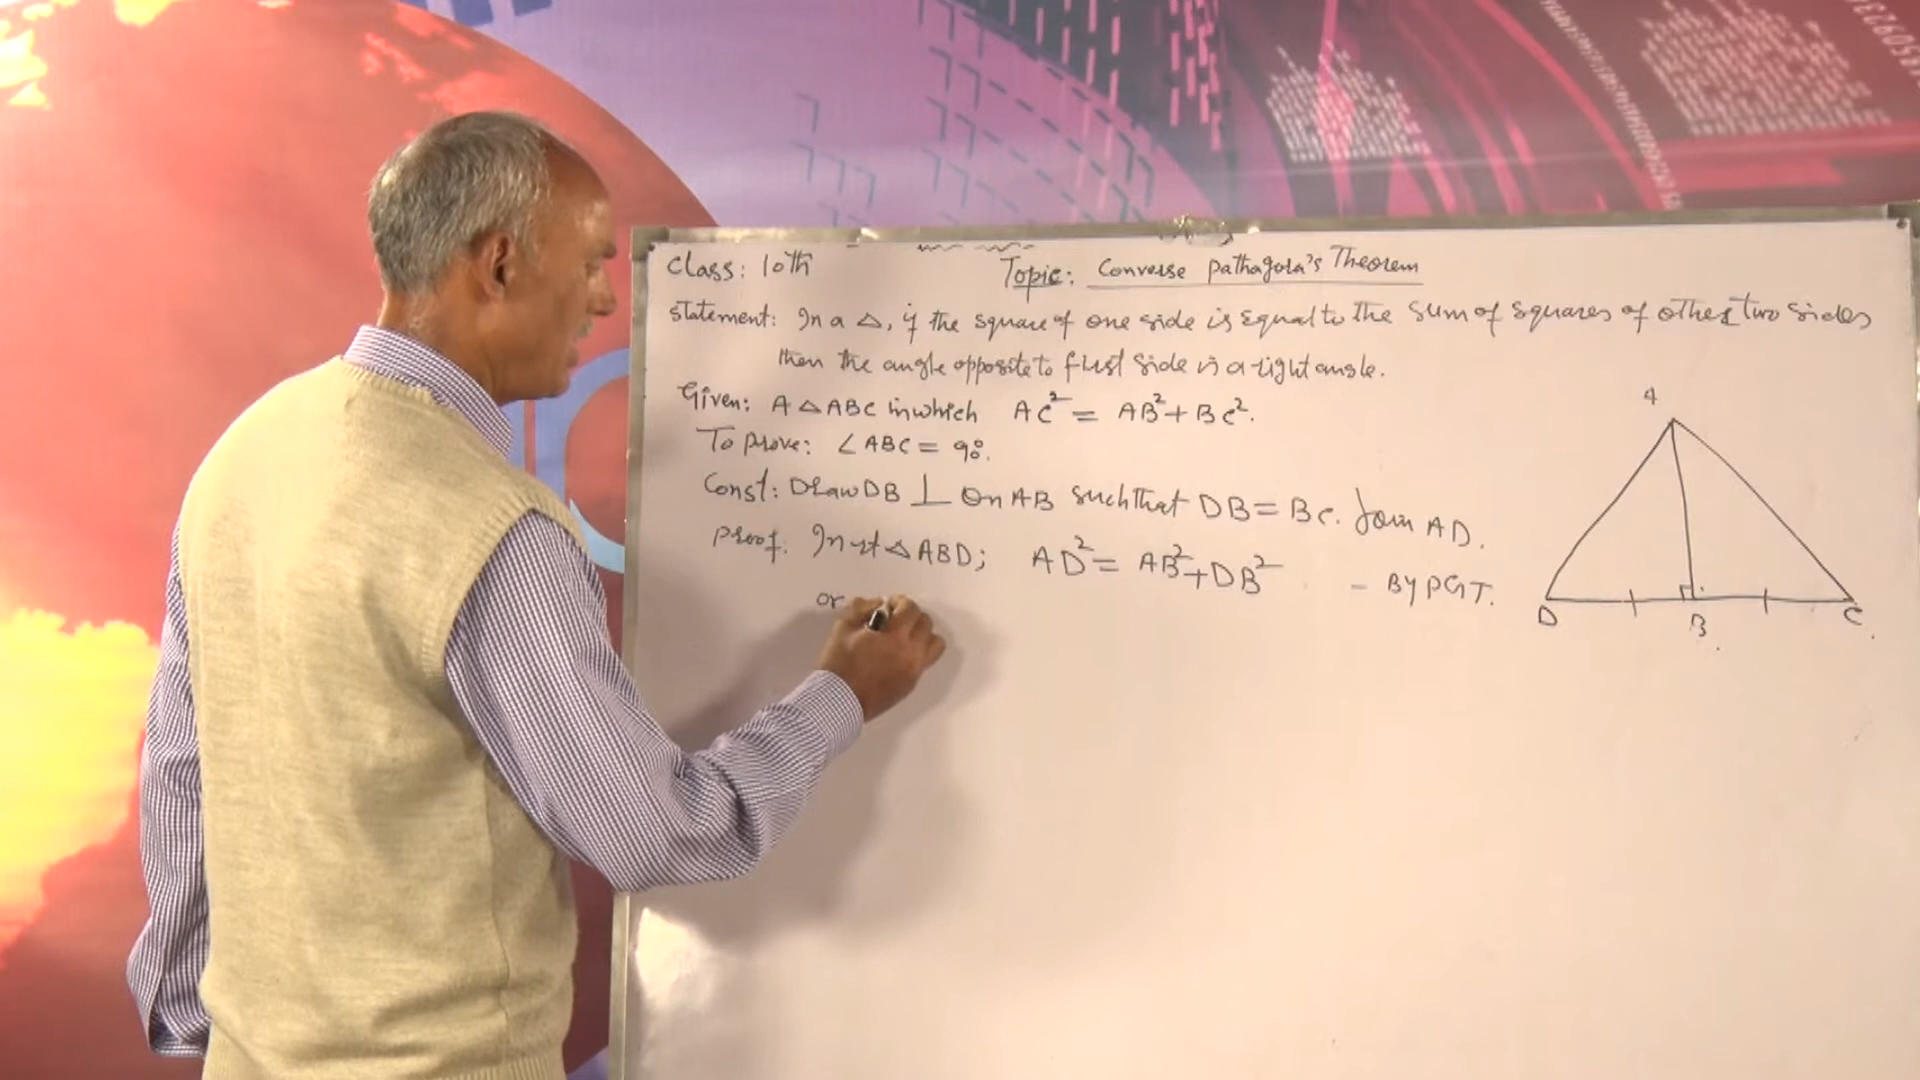 Class: 10th
Topic: Converse Pathagora's Theorem
Statement: In a △, if the square of one side is equal to the sum of squares of other two sides
then the angle opposite to first side is a right angle.
Given: A △ABC in which AC² = AB² + BC².
To prove: ∠ABC = 90°.
Const: Draw DB ⊥ on AB such that DB = BC. Join AD.
Proof: In rt △ABD; AD² = AB² + DB² - By PGT.
or
A
D
B
C